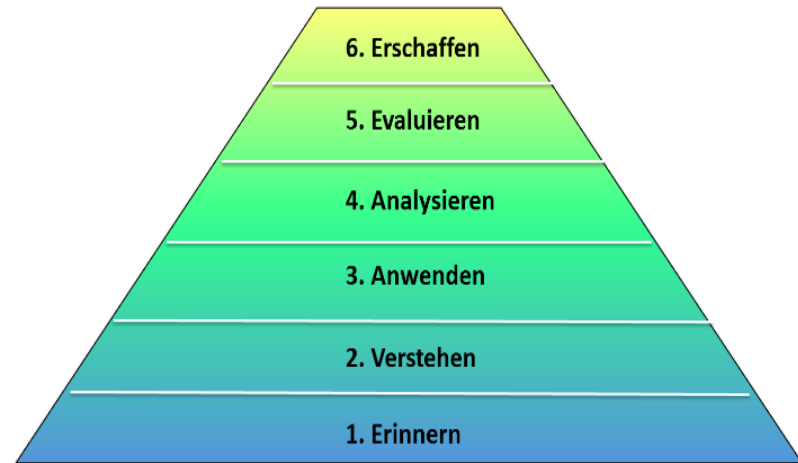 6. Erschaffen
5. Evaluieren
4. Analysieren
3. Anwenden
2. Verstehen
1. Erinnern